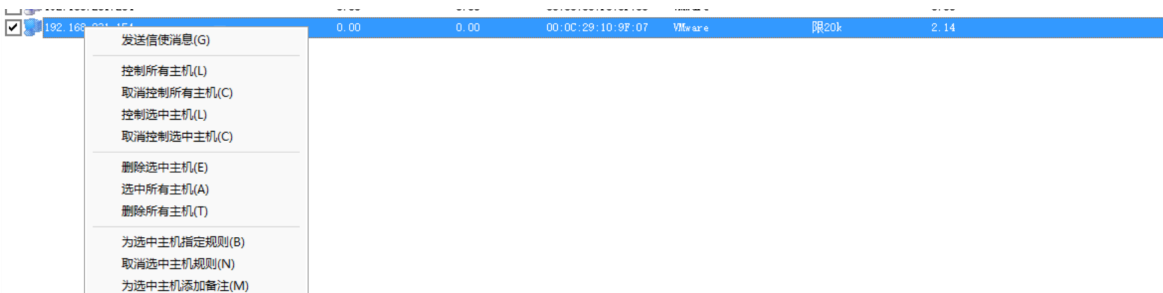 192.168.231.154 0.00 0.00 00:0C:29:10:9F:07 VMware 限20k 2.14
发送信使消息(G)
控制所有主机(L)
取消控制所有主机(C)
控制选中主机(L)
取消控制选中主机(C)
删除选中主机(E)
选中所有主机(A)
删除所有主机(T)
为选中主机指定规则(B)
取消选中主机规则(N)
为选中主机添加备注(M)